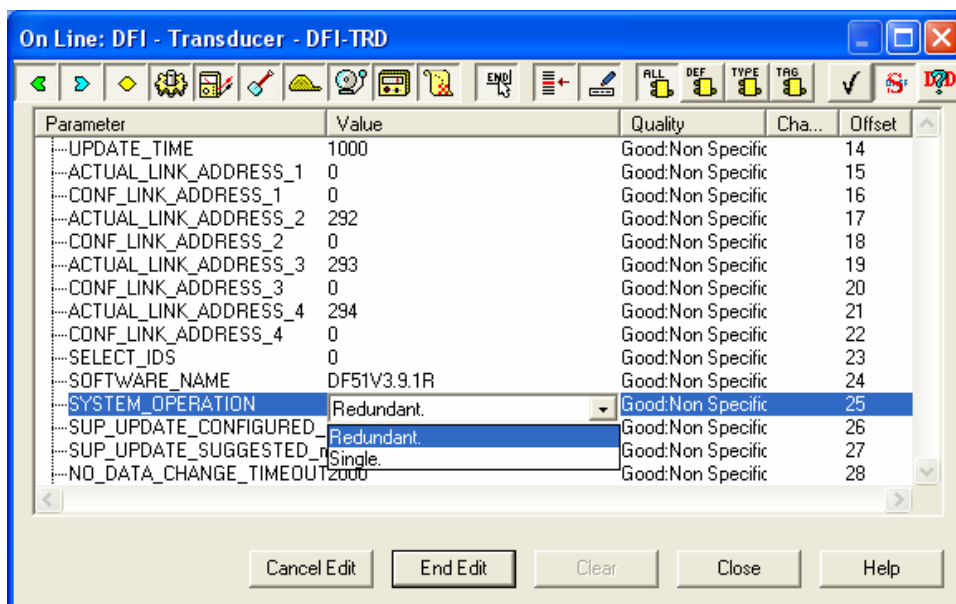 On Line: DFI - Transducer - DFI-TRD
END ALL DEF TYPE TAG
Parameter Value Quality Cha... Offset
UPDATE_TIME 1000 Good:Non Specific 14
ACTUAL_LINK_ADDRESS_1 0 Good:Non Specific 15
CONF_LINK_ADDRESS_1 0 Good:Non Specific 16
ACTUAL_LINK_ADDRESS_2 292 Good:Non Specific 17
CONF_LINK_ADDRESS_2 0 Good:Non Specific 18
ACTUAL_LINK_ADDRESS_3 293 Good:Non Specific 19
CONF_LINK_ADDRESS_3 0 Good:Non Specific 20
ACTUAL_LINK_ADDRESS_4 294 Good:Non Specific 21
CONF_LINK_ADDRESS_4 0 Good:Non Specific 22
SELECT_IDS 0 Good:Non Specific 23
SOFTWARE_NAME DF51V3.9.1R Good:Non Specific 24
SYSTEM_OPERATION Redundant. Good:Non Specific 25
SUP_UPDATE_CONFIGURED_ Redundant. Good:Non Specific 26
SUP_UPDATE_SUGGESTED_ Single. Good:Non Specific 27
NO_DATA_CHANGE_TIMEOUT 2000 Good:Non Specific 28
Cancel Edit End Edit Clear Close Help